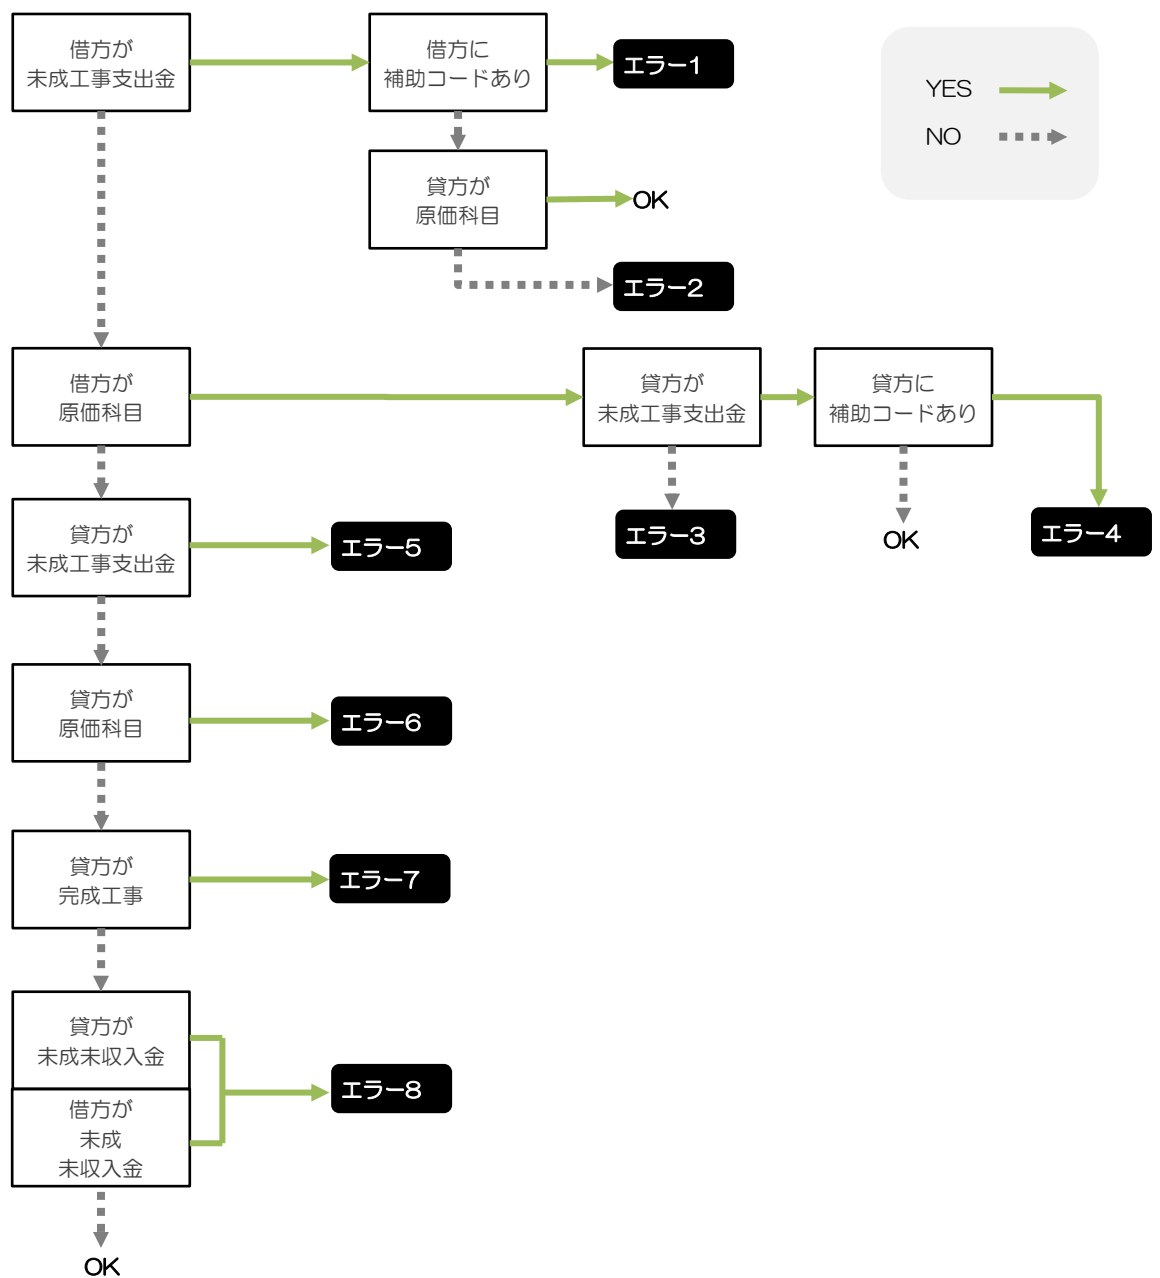 借方が
未成工事支出金
借方に
補助コードあり
エラー1
YES
NO
貸方が
原価科目
OK
エラー2
借方が
原価科目
貸方が
未成工事支出金
貸方に
補助コードあり
エラー3
OK
エラー4
貸方が
未成工事支出金
エラー5
貸方が
原価科目
エラー6
貸方が
完成工事
エラー7
貸方が
未成未収入金
エラー8
借方が
未成
未収入金
OK